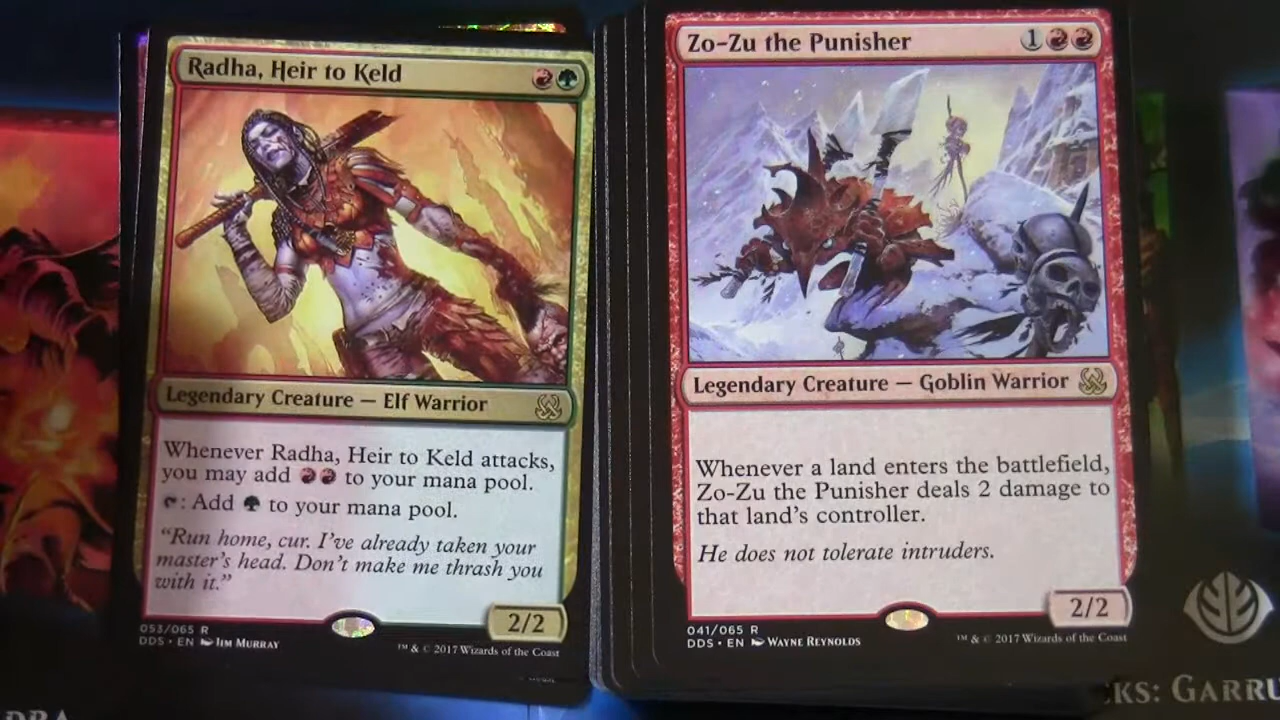 Radha, Heir to Keld
Legendary Creature — Elf Warrior
Whenever Radha, Heir to Keld attacks,
you may add to your mana pool.
: Add to your mana pool.
“Run home, cur. I've already taken your
master's head. Don't make me thrash you
with it.”
2/2
053/065 R
DDS • EN Jim Murray
™ & © 2017 Wizards of the Coast
Zo-Zu the Punisher
1
Legendary Creature — Goblin Warrior
Whenever a land enters the battlefield,
Zo-Zu the Punisher deals 2 damage to
that land's controller.
He does not tolerate intruders.
2/2
041/065 R
DDS • EN Wayne Reynolds
™ & © 2017 Wizards of the Coast
KS: GARRU
DRA